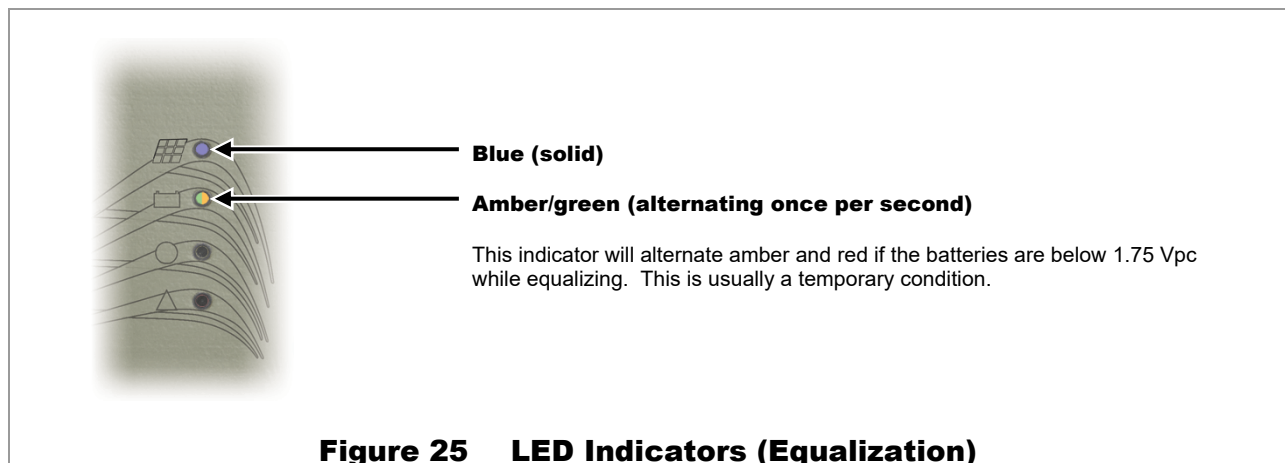 Blue (solid)
Amber/green (alternating once per second)
This indicator will alternate amber and red if the batteries are below 1.75 Vpc
while equalizing.  This is usually a temporary condition.
Figure 25    LED Indicators (Equalization)